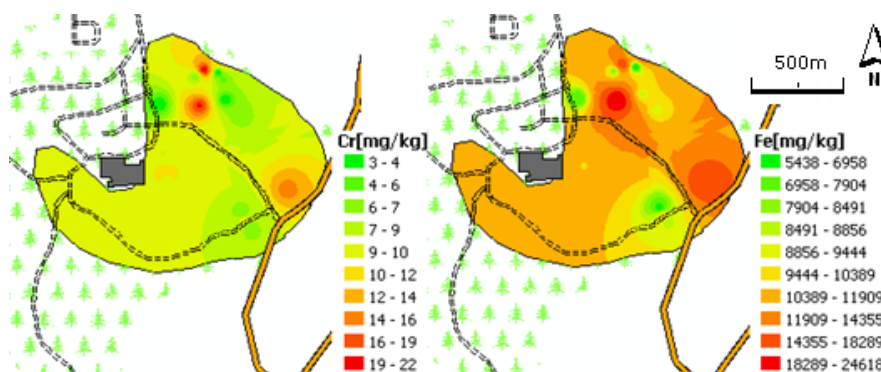 Cr[mg/kg]
3 - 4
4 - 6
6 - 7
7 - 9
9 - 10
10 - 12
12 - 14
14 - 16
16 - 19
19 - 22
500m
N
Fe[mg/kg]
5438 - 6958
6958 - 7904
7904 - 8491
8491 - 8856
8856 - 9444
9444 - 10389
10389 - 11909
11909 - 14355
14355 - 18289
18289 - 24618